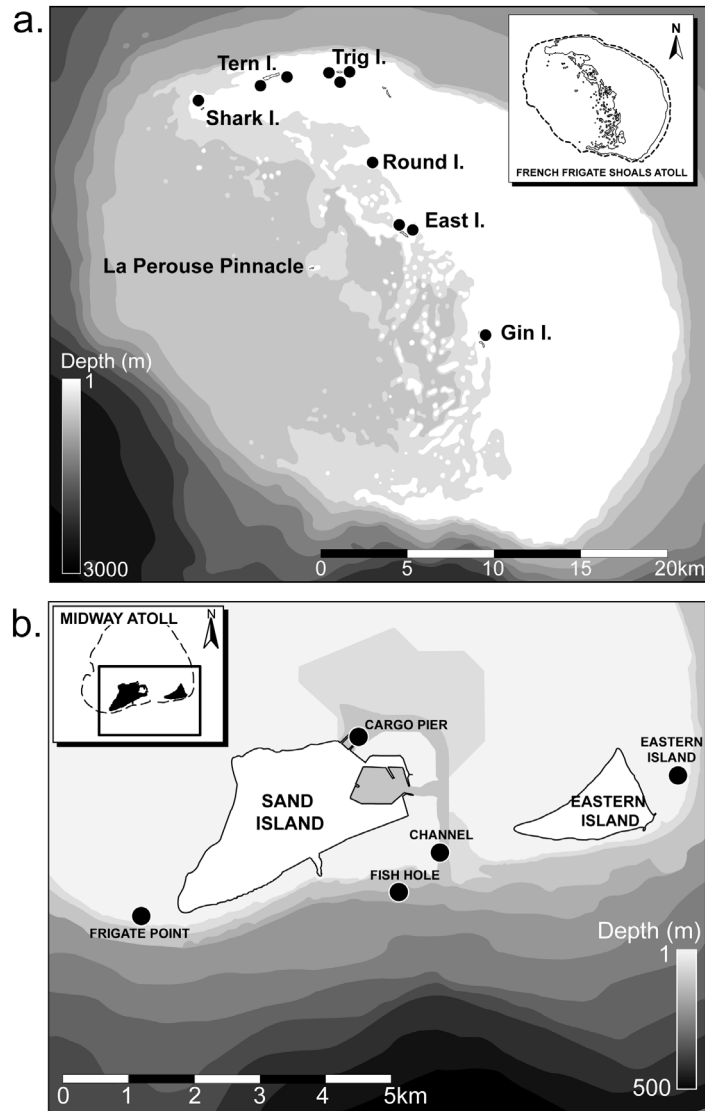 a.
Tern I.
Trig I.
Shark I.
Round I.
East I.
La Perouse Pinnacle
Gin I.
N
FRENCH FRIGATE SHOALS ATOLL
Depth (m)
1
3000
0 5 10 15 20km
b.
MIDWAY ATOLL
N
CARGO PIER
SAND
ISLAND
EASTERN
ISLAND
EASTERN
ISLAND
CHANNEL
FISH HOLE
FRIGATE POINT
Depth (m)
1
500
0 1 2 3 4 5km